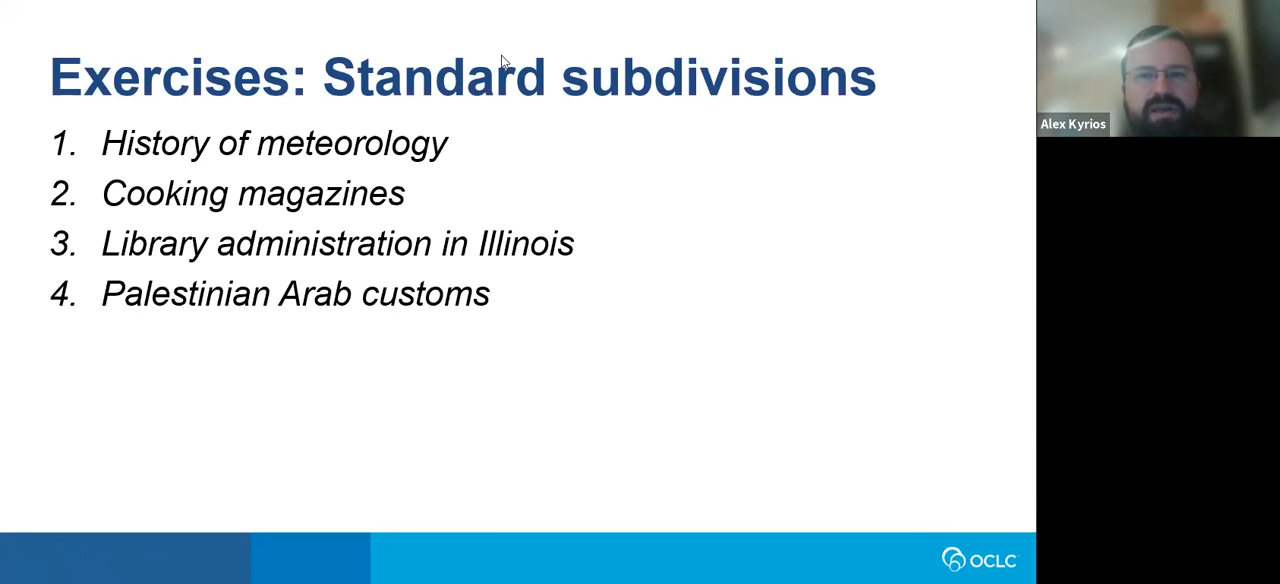 Exercises: Standard subdivisions
1. History of meteorology
2. Cooking magazines
3. Library administration in Illinois
4. Palestinian Arab customs
Alex Kyrios
OCLC